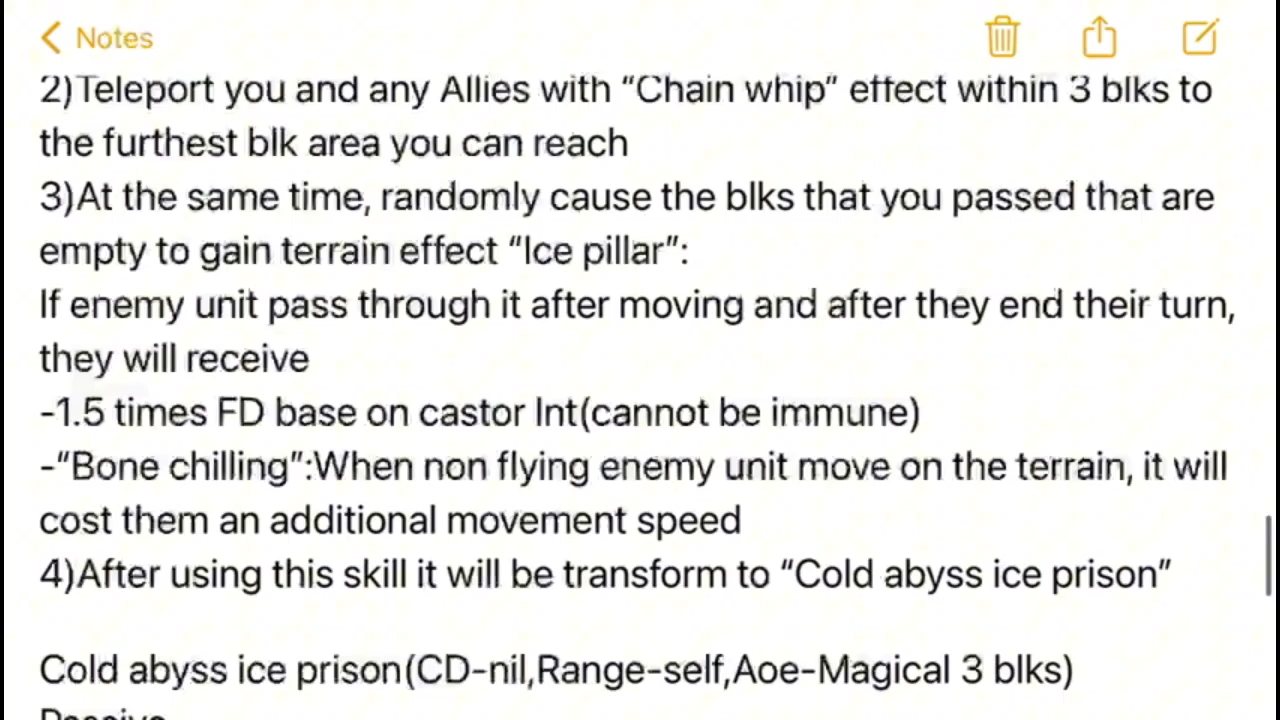 Notes
2)Teleport you and any Allies with “Chain whip” effect within 3 blks to
the furthest blk area you can reach
3)At the same time, randomly cause the blks that you passed that are
empty to gain terrain effect “Ice pillar”:
If enemy unit pass through it after moving and after they end their turn,
they will receive
-1.5 times FD base on castor Int(cannot be immune)
-“Bone chilling”:When non flying enemy unit move on the terrain, it will
cost them an additional movement speed
4)After using this skill it will be transform to “Cold abyss ice prison”
Cold abyss ice prison(CD-nil,Range-self,Aoe-Magical 3 blks)
Passive